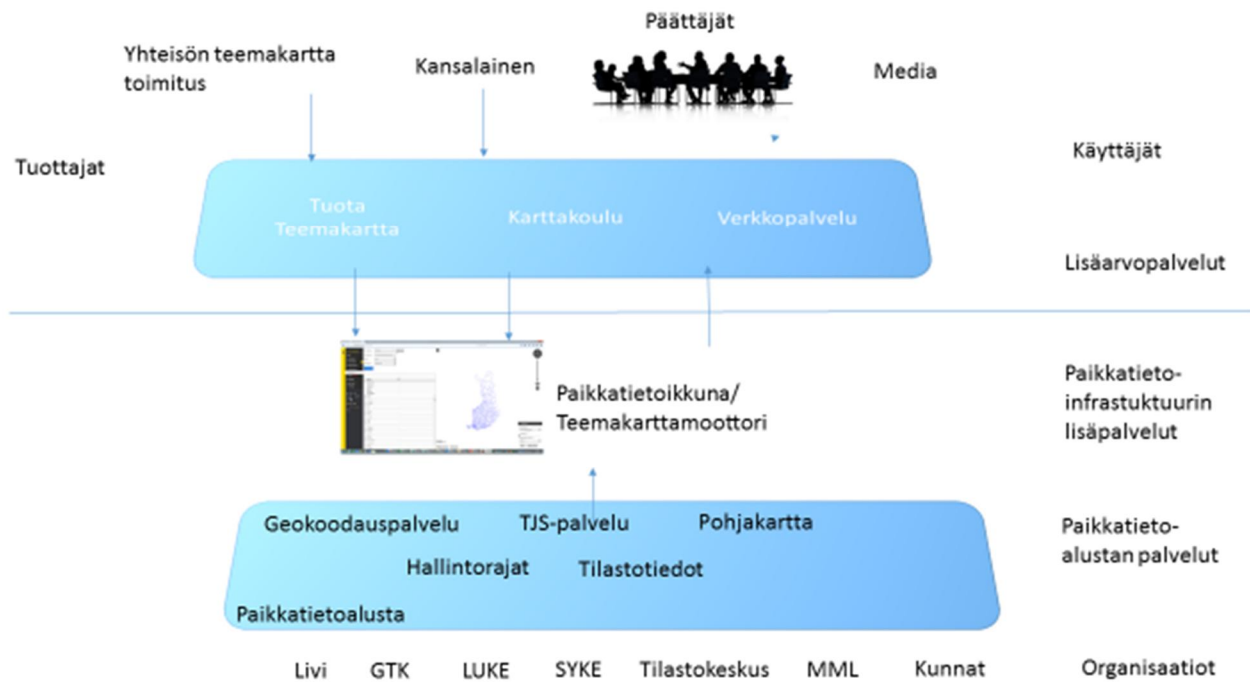 Päättäjät
Yhteisön teemakartta
toimitus
Kansalainen
Media
Tuottajat
Käyttäjät
Tuota
Teemakartta
Karttakoulu
Verkkopalvelu
Lisäarvopalvelut
Paikkatietoikkuna/
Teemakarttamoottori
Paikkatieto-
infrastuktuurin
lisäpalvelut
Geokoodauspalvelu
TJS-palvelu
Pohjakartta
Hallintorajat
Tilastotiedot
Paikkatietoalusta
Paikkatieto-
alustan palvelut
Livi
GTK
LUKE
SYKE
Tilastokeskus
MML
Kunnat
Organisaatiot